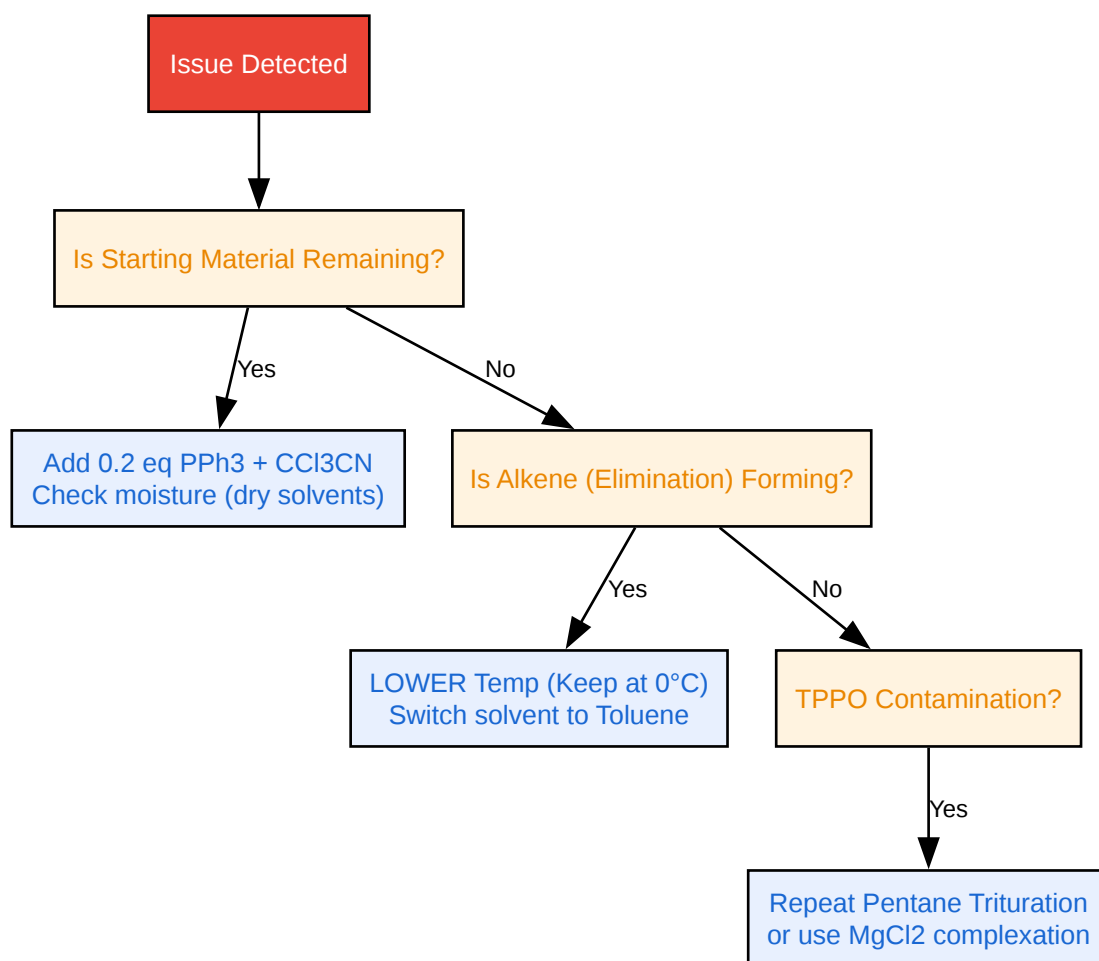 Issue Detected
Is Starting Material Remaining?
Yes
No
Add 0.2 eq PPh3 + CCl3CN
Check moisture (dry solvents)
Is Alkene (Elimination) Forming?
Yes
No
LOWER Temp (Keep at 0°C)
Switch solvent to Toluene
TPPO Contamination?
Yes
Repeat Pentane Trituration
or use MgCl2 complexation